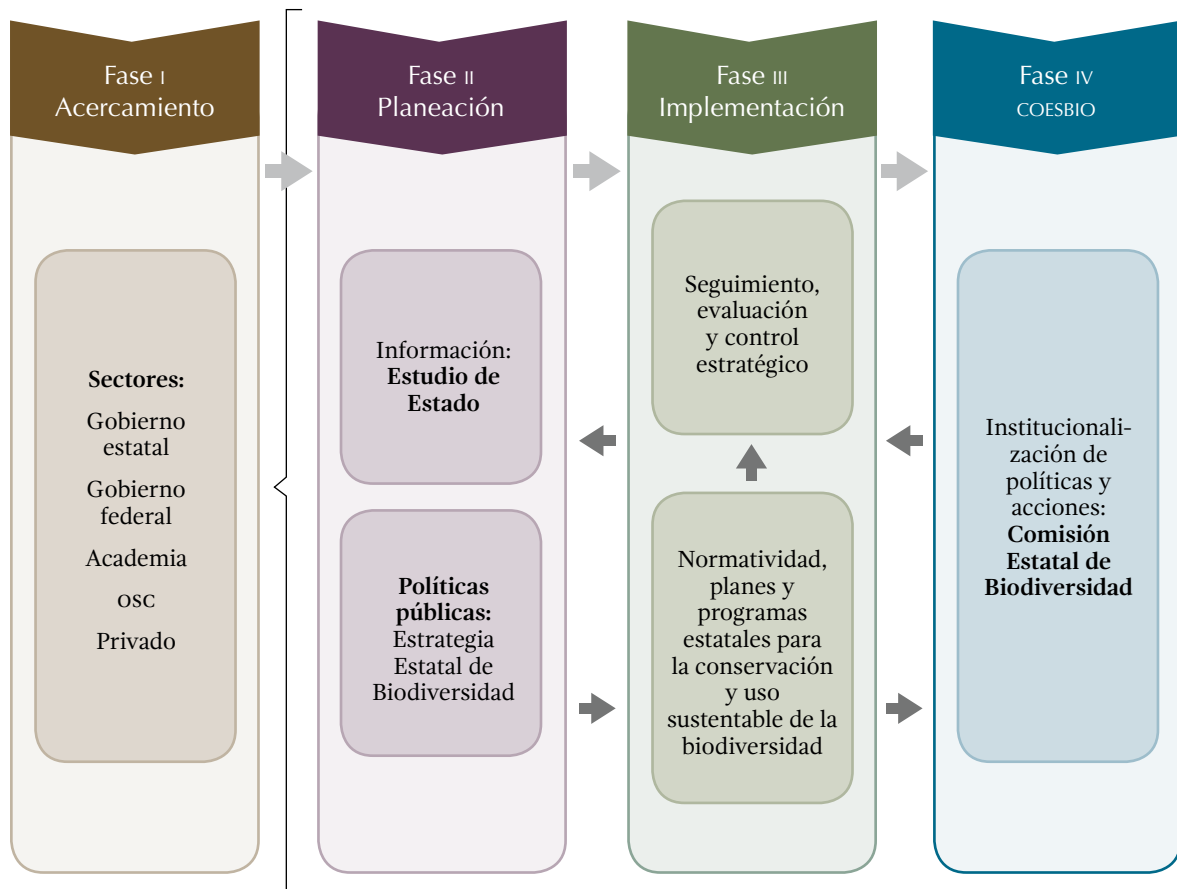 Fase I
Acercamiento
Sectores:
Gobierno
estatal
Gobierno
federal
Academia
OSC
Privado
Fase II
Planeación
Información:
Estudio de
Estado
Políticas
públicas:
Estrategia
Estatal de
Biodiversidad
Fase III
Implementación
Seguimiento,
evaluación
y control
estratégico
Normatividad,
planes y
programas
estatales para
la conservación
y uso
sustentable de la
biodiversidad
Fase IV
COESBIO
Institucionali-
zación de
políticas y
acciones:
Comisión
Estatal de
Biodiversidad